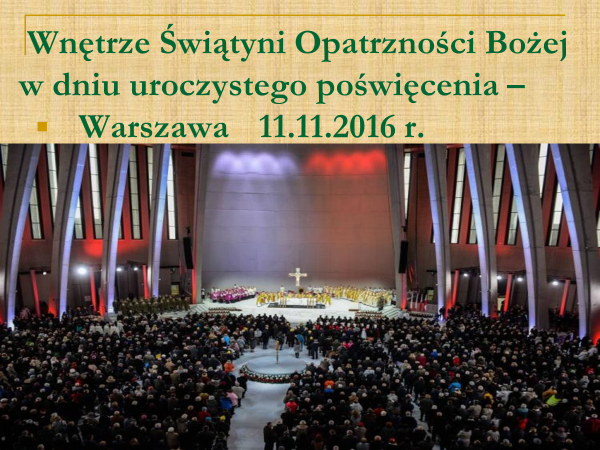 Wnętrze Świątyni Opatrzności Bożej
w dniu uroczystego poświęcenia –
Warszawa 11.11.2016 r.